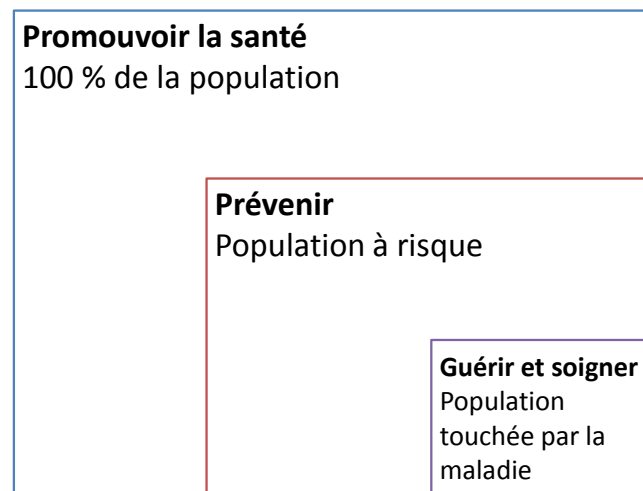 Promouvoir la santé
100 % de la population
Prévenir
Population à risque
Guérir et soigner
Population
touchée par la
maladie